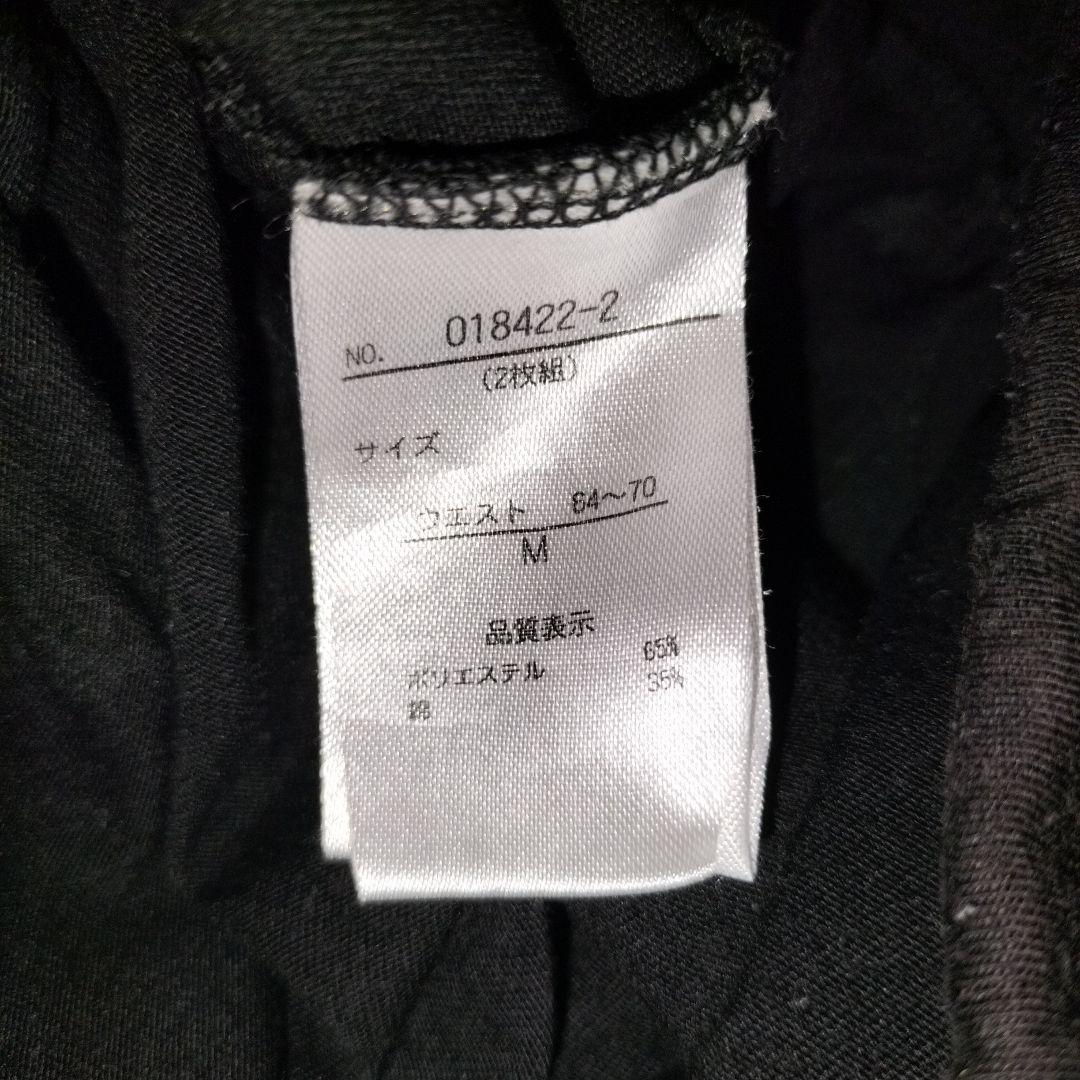 NO. 018422-2
(2枚組)
サイズ
ウエスト 64〜70
M
品質表示
ポリエステル 65%
綿 35%